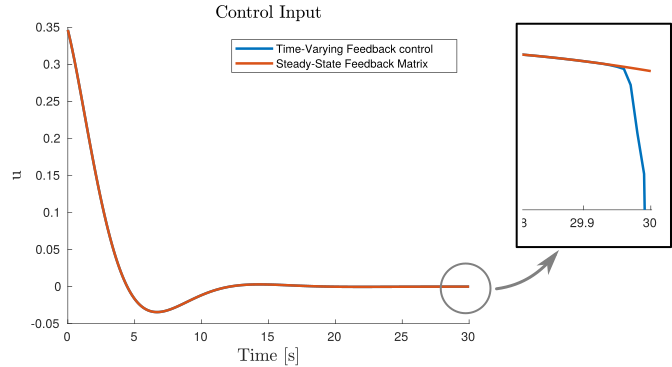 Control Input
Time-Varying Feedback control
Steady-State Feedback Matrix
0.35
0.3
0.25
0.2
0.15
0.1
0.05
0
-0.05
u
0 5 10 15 20 25 30
Time [s]
8 29.9 30